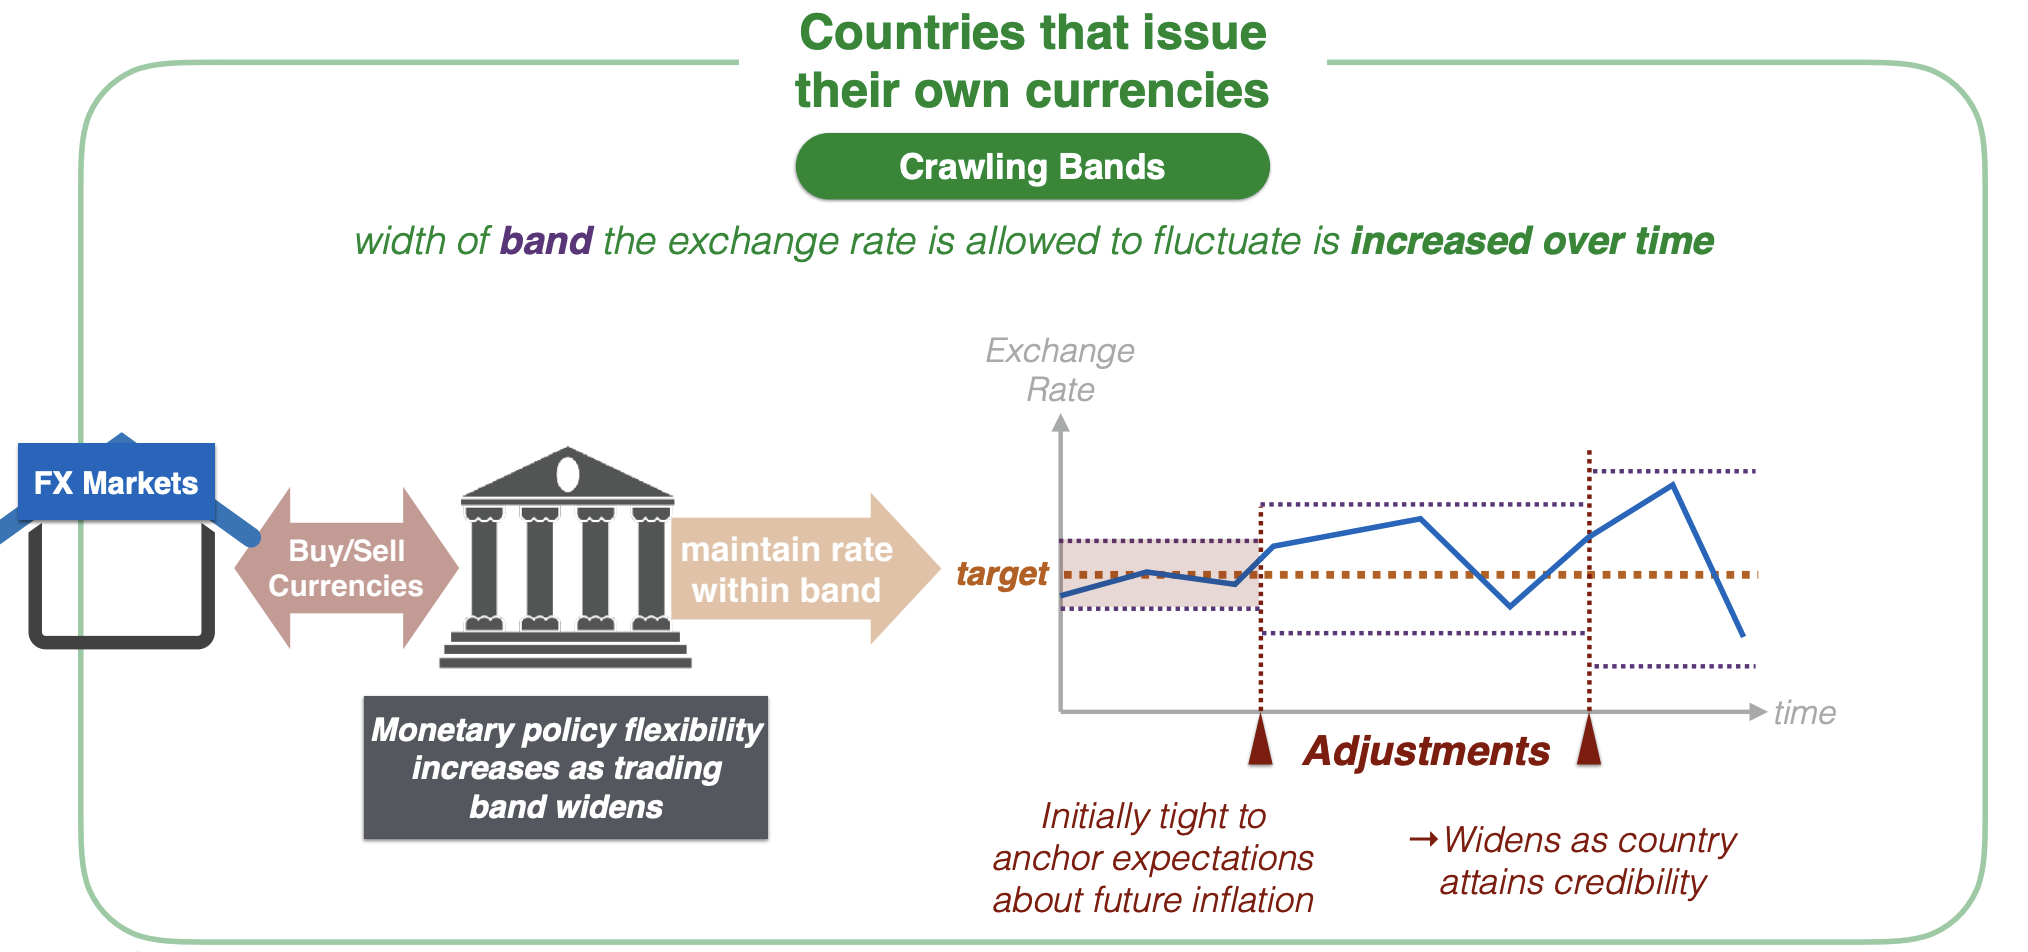 Countries that issue
their own currencies
Crawling Bands
width of band the exchange rate is allowed to fluctuate is increased over time
Exchange
Rate
FX Markets
Buy/Sell
Currencies
maintain rate
within band
target
time
Monetary policy flexibility
increases as trading
band widens
Adjustments
Initially tight to
anchor expectations
about future inflation
→Widens as country
attains credibility